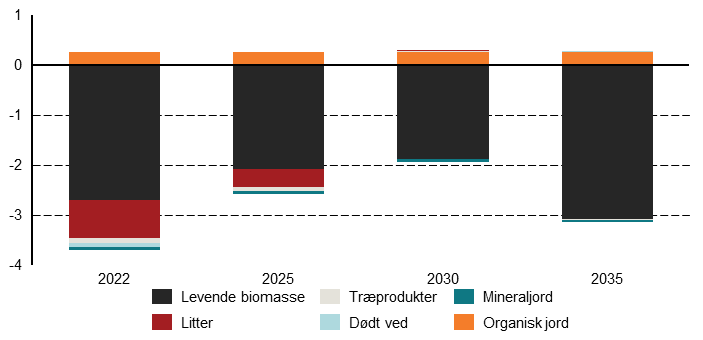 1
0
-1
-2
-3
-4
2022 2025 2030 2035
Levende biomasse Træprodukter Mineraljord
Litter Dødt ved Organisk jord